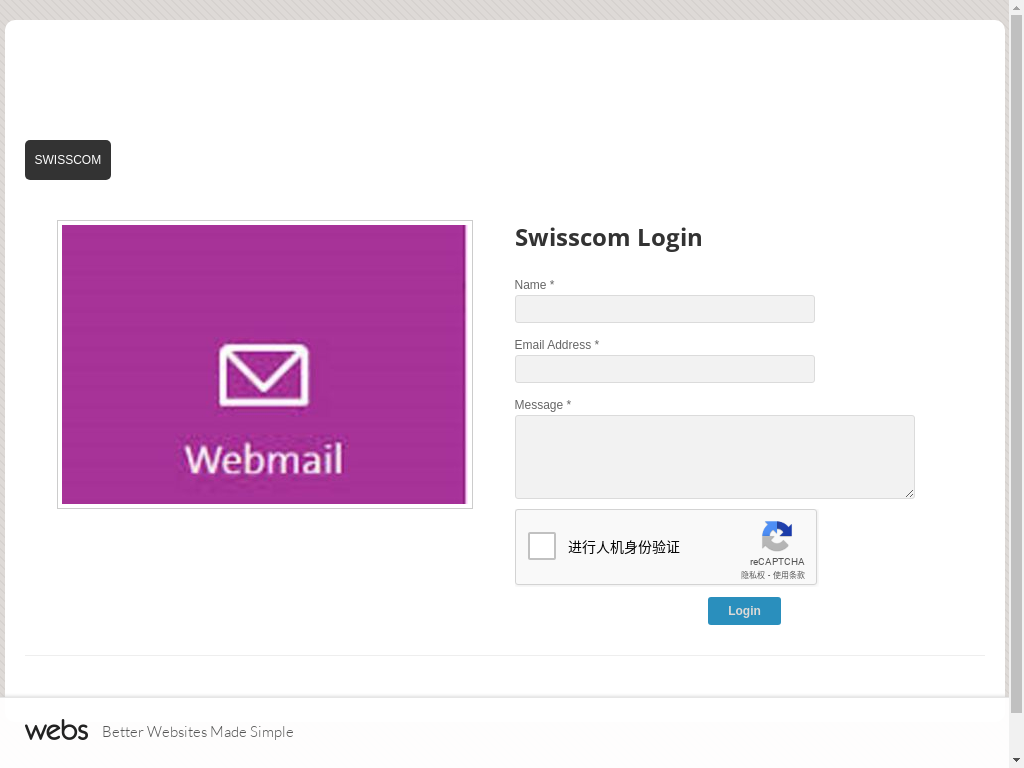 SWISSCOM
Webmail
Swisscom Login
Name *
Email Address *
Message *
进行人机身份验证
reCAPTCHA
隐私权 - 使用条款
Login
webs Better Websites Made Simple